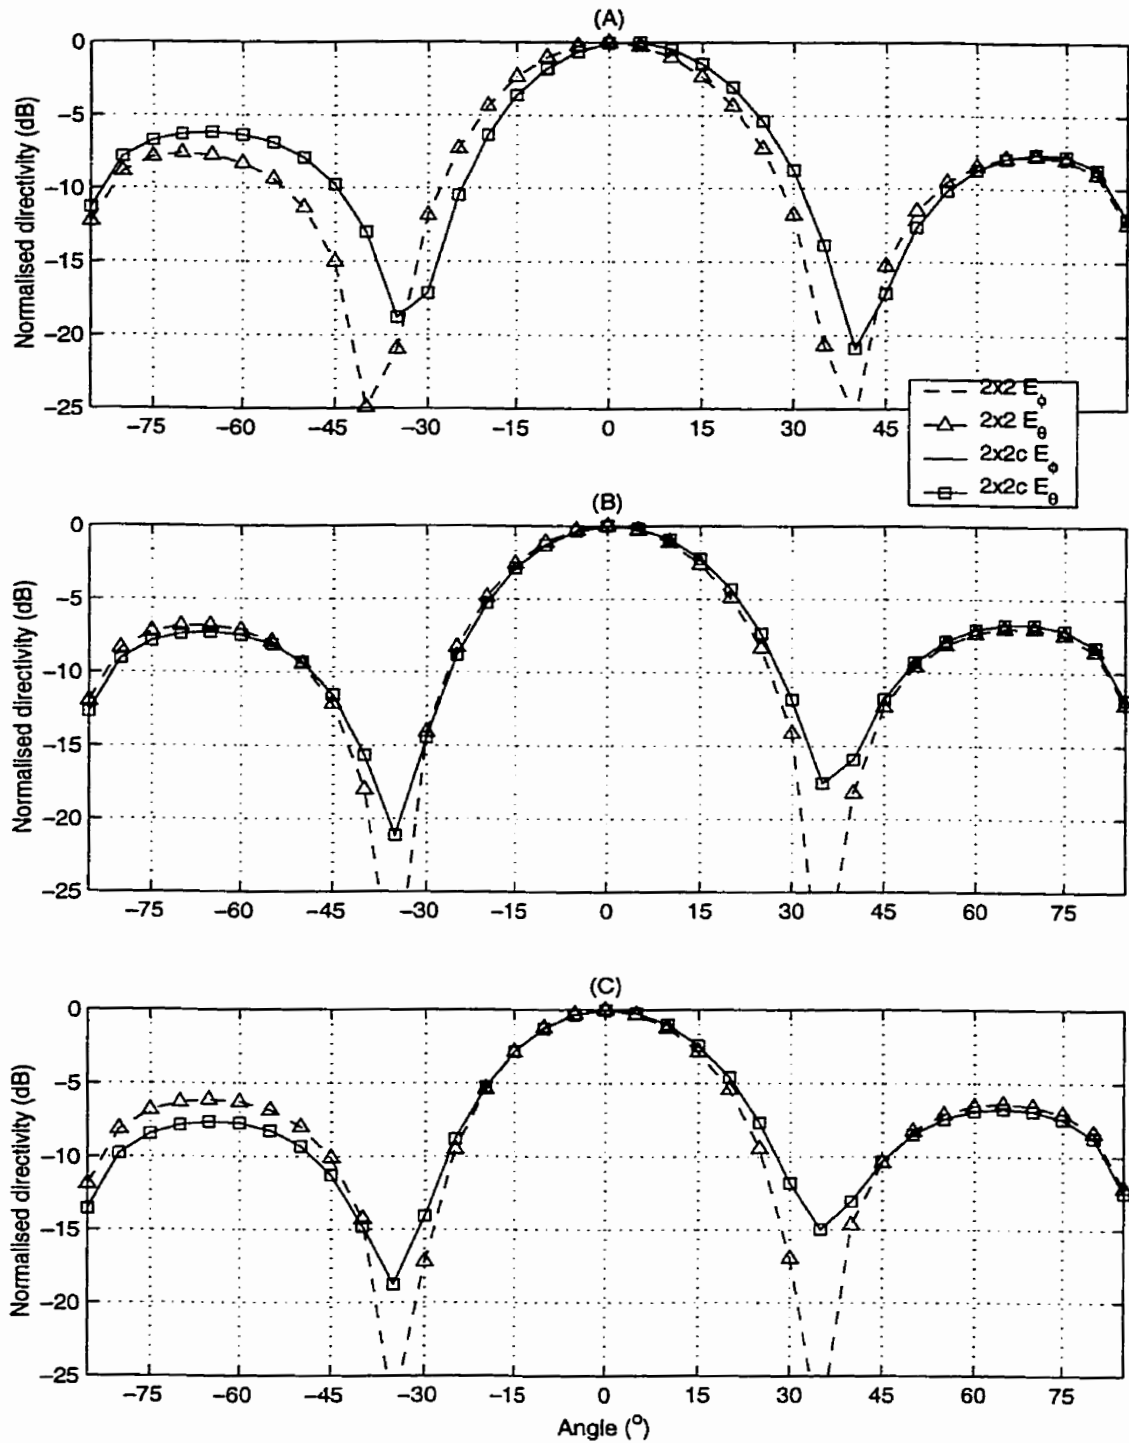 (A)
Normalised directivity (dB)
0
−5
−10
−15
−20
−25
−75 −60 −45 −30 −15 0 15 30 45
2x2 Eϕ
2x2 Eθ
2x2c Eϕ
2x2c Eθ
(B)
Normalised directivity (dB)
0
−5
−10
−15
−20
−25
−75 −60 −45 −30 −15 0 15 30 45 60 75
(C)
Normalised directivity (dB)
0
−5
−10
−15
−20
−25
−75 −60 −45 −30 −15 0 15 30 45 60 75
Angle (°)